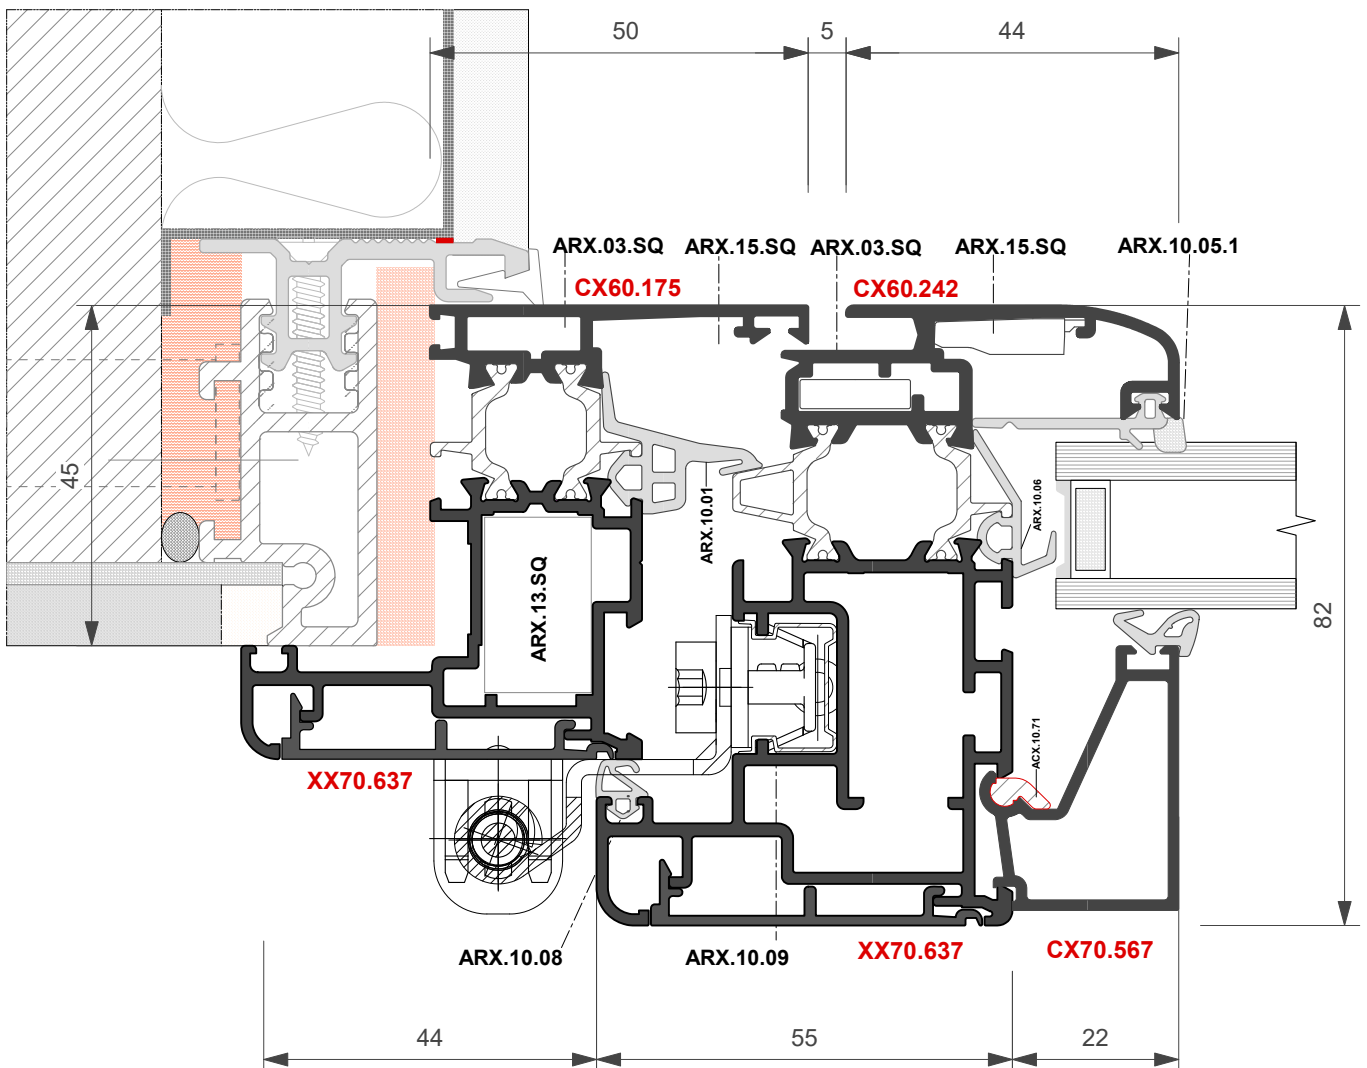 50 5 44
ARX.03.SQ ARX.15.SQ ARX.03.SQ ARX.15.SQ ARX.10.05.1
CX60.175 CX60.242
45
ARX.10.01
ARX.10.06
ARX.13.SQ
82
ACX.10.71
XX70.637
ARX.10.08 ARX.10.09 XX70.637 CX70.567
44 55 22